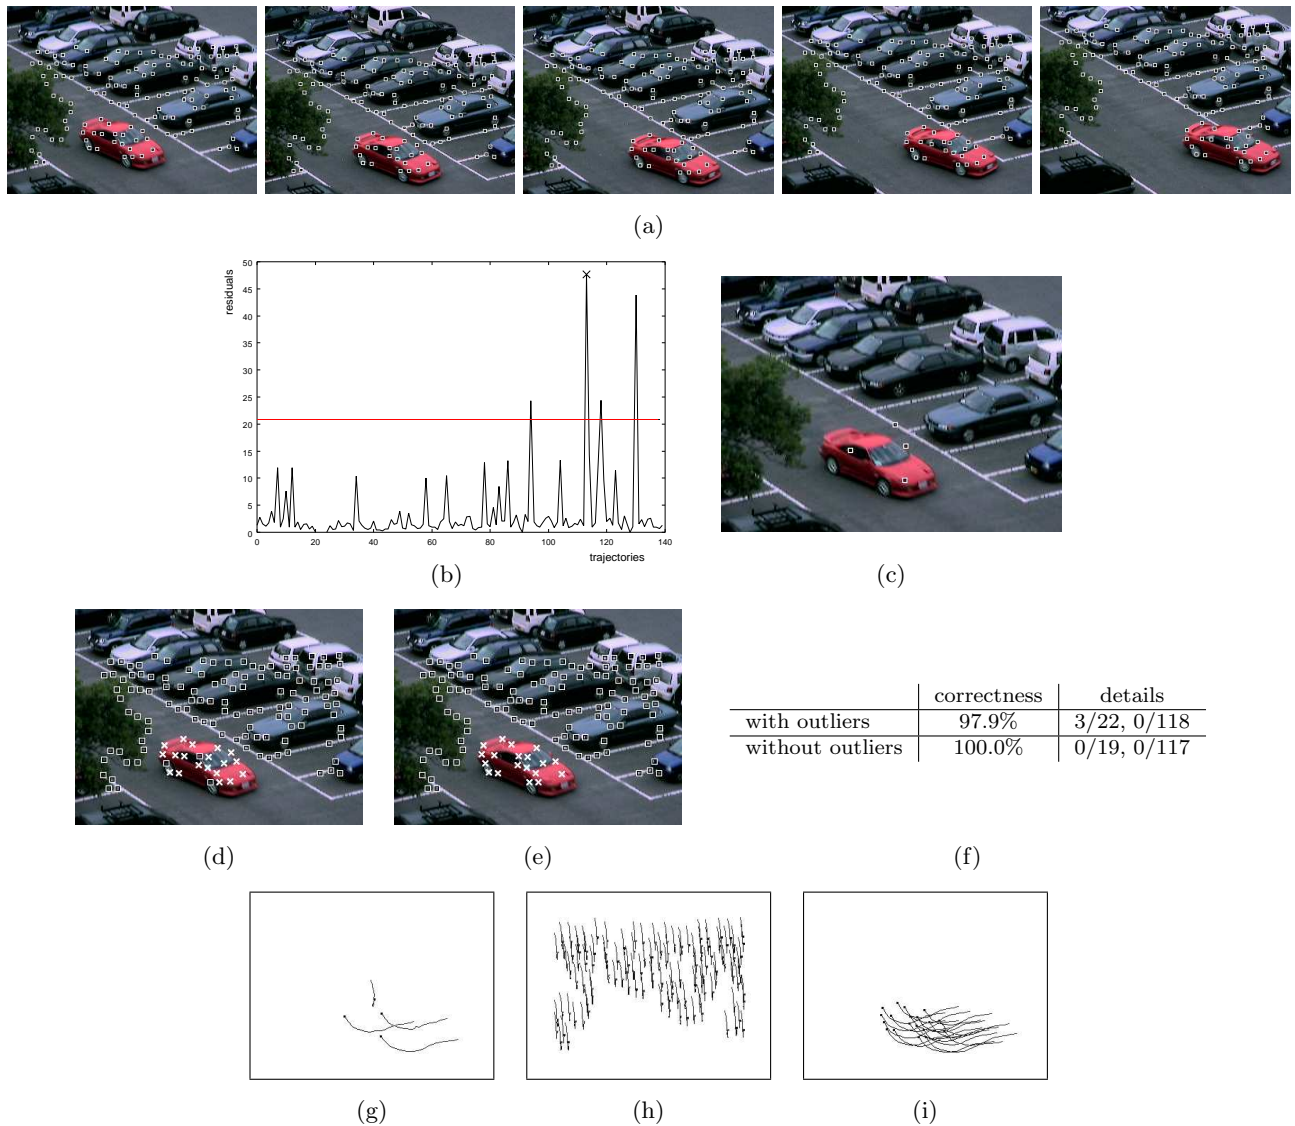 (a)
residuals
50
45
40
35
30
25
20
15
10
5
0
0 20 40 60 80 100 120 140
trajectories
(b)
(c)
correctness details
with outliers 97.9% 3/22, 0/118
without outliers 100.0% 0/19, 0/117
(d)
(e)
(f)
(g)
(h)
(i)